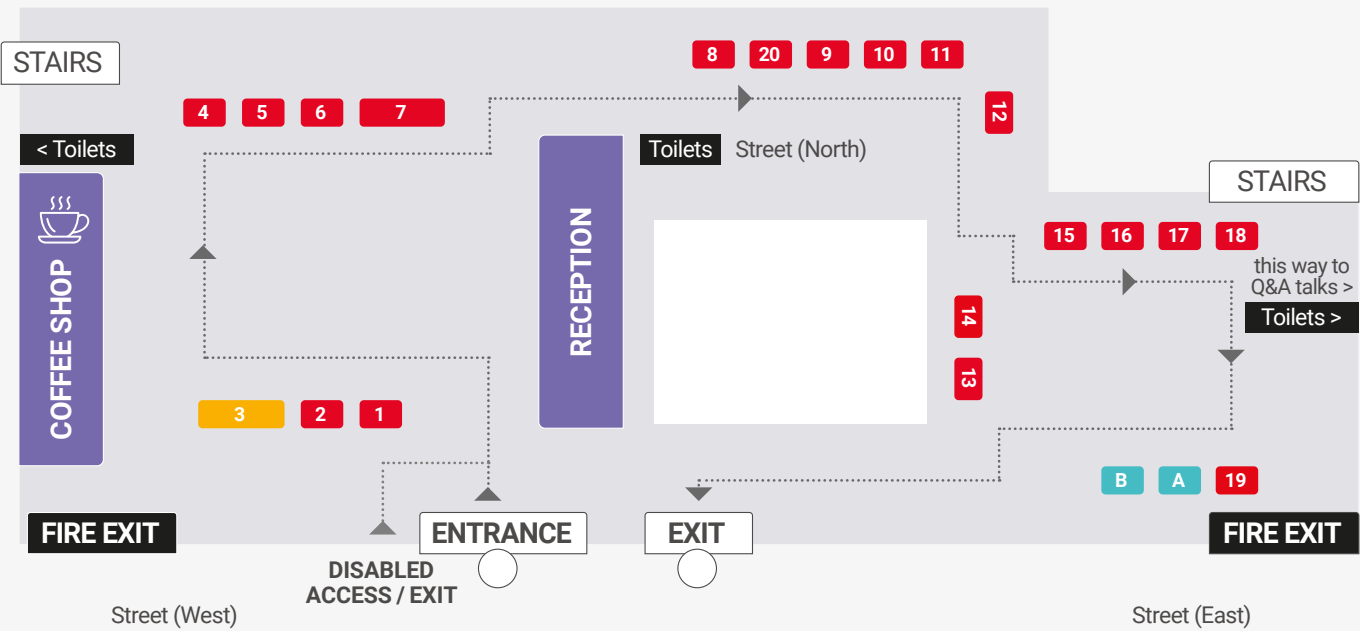 8 20 9 10 11
STAIRS
4 5 6 7
12
< Toilets
Toilets Street (North)
STAIRS
COFFEE SHOP
RECEPTION
15 16 17 18
this way to
Q&A talks >
Toilets >
14
13
3 2 1
B A 19
FIRE EXIT
ENTRANCE
EXIT
FIRE EXIT
DISABLED
ACCESS / EXIT
Street (West)
Street (East)